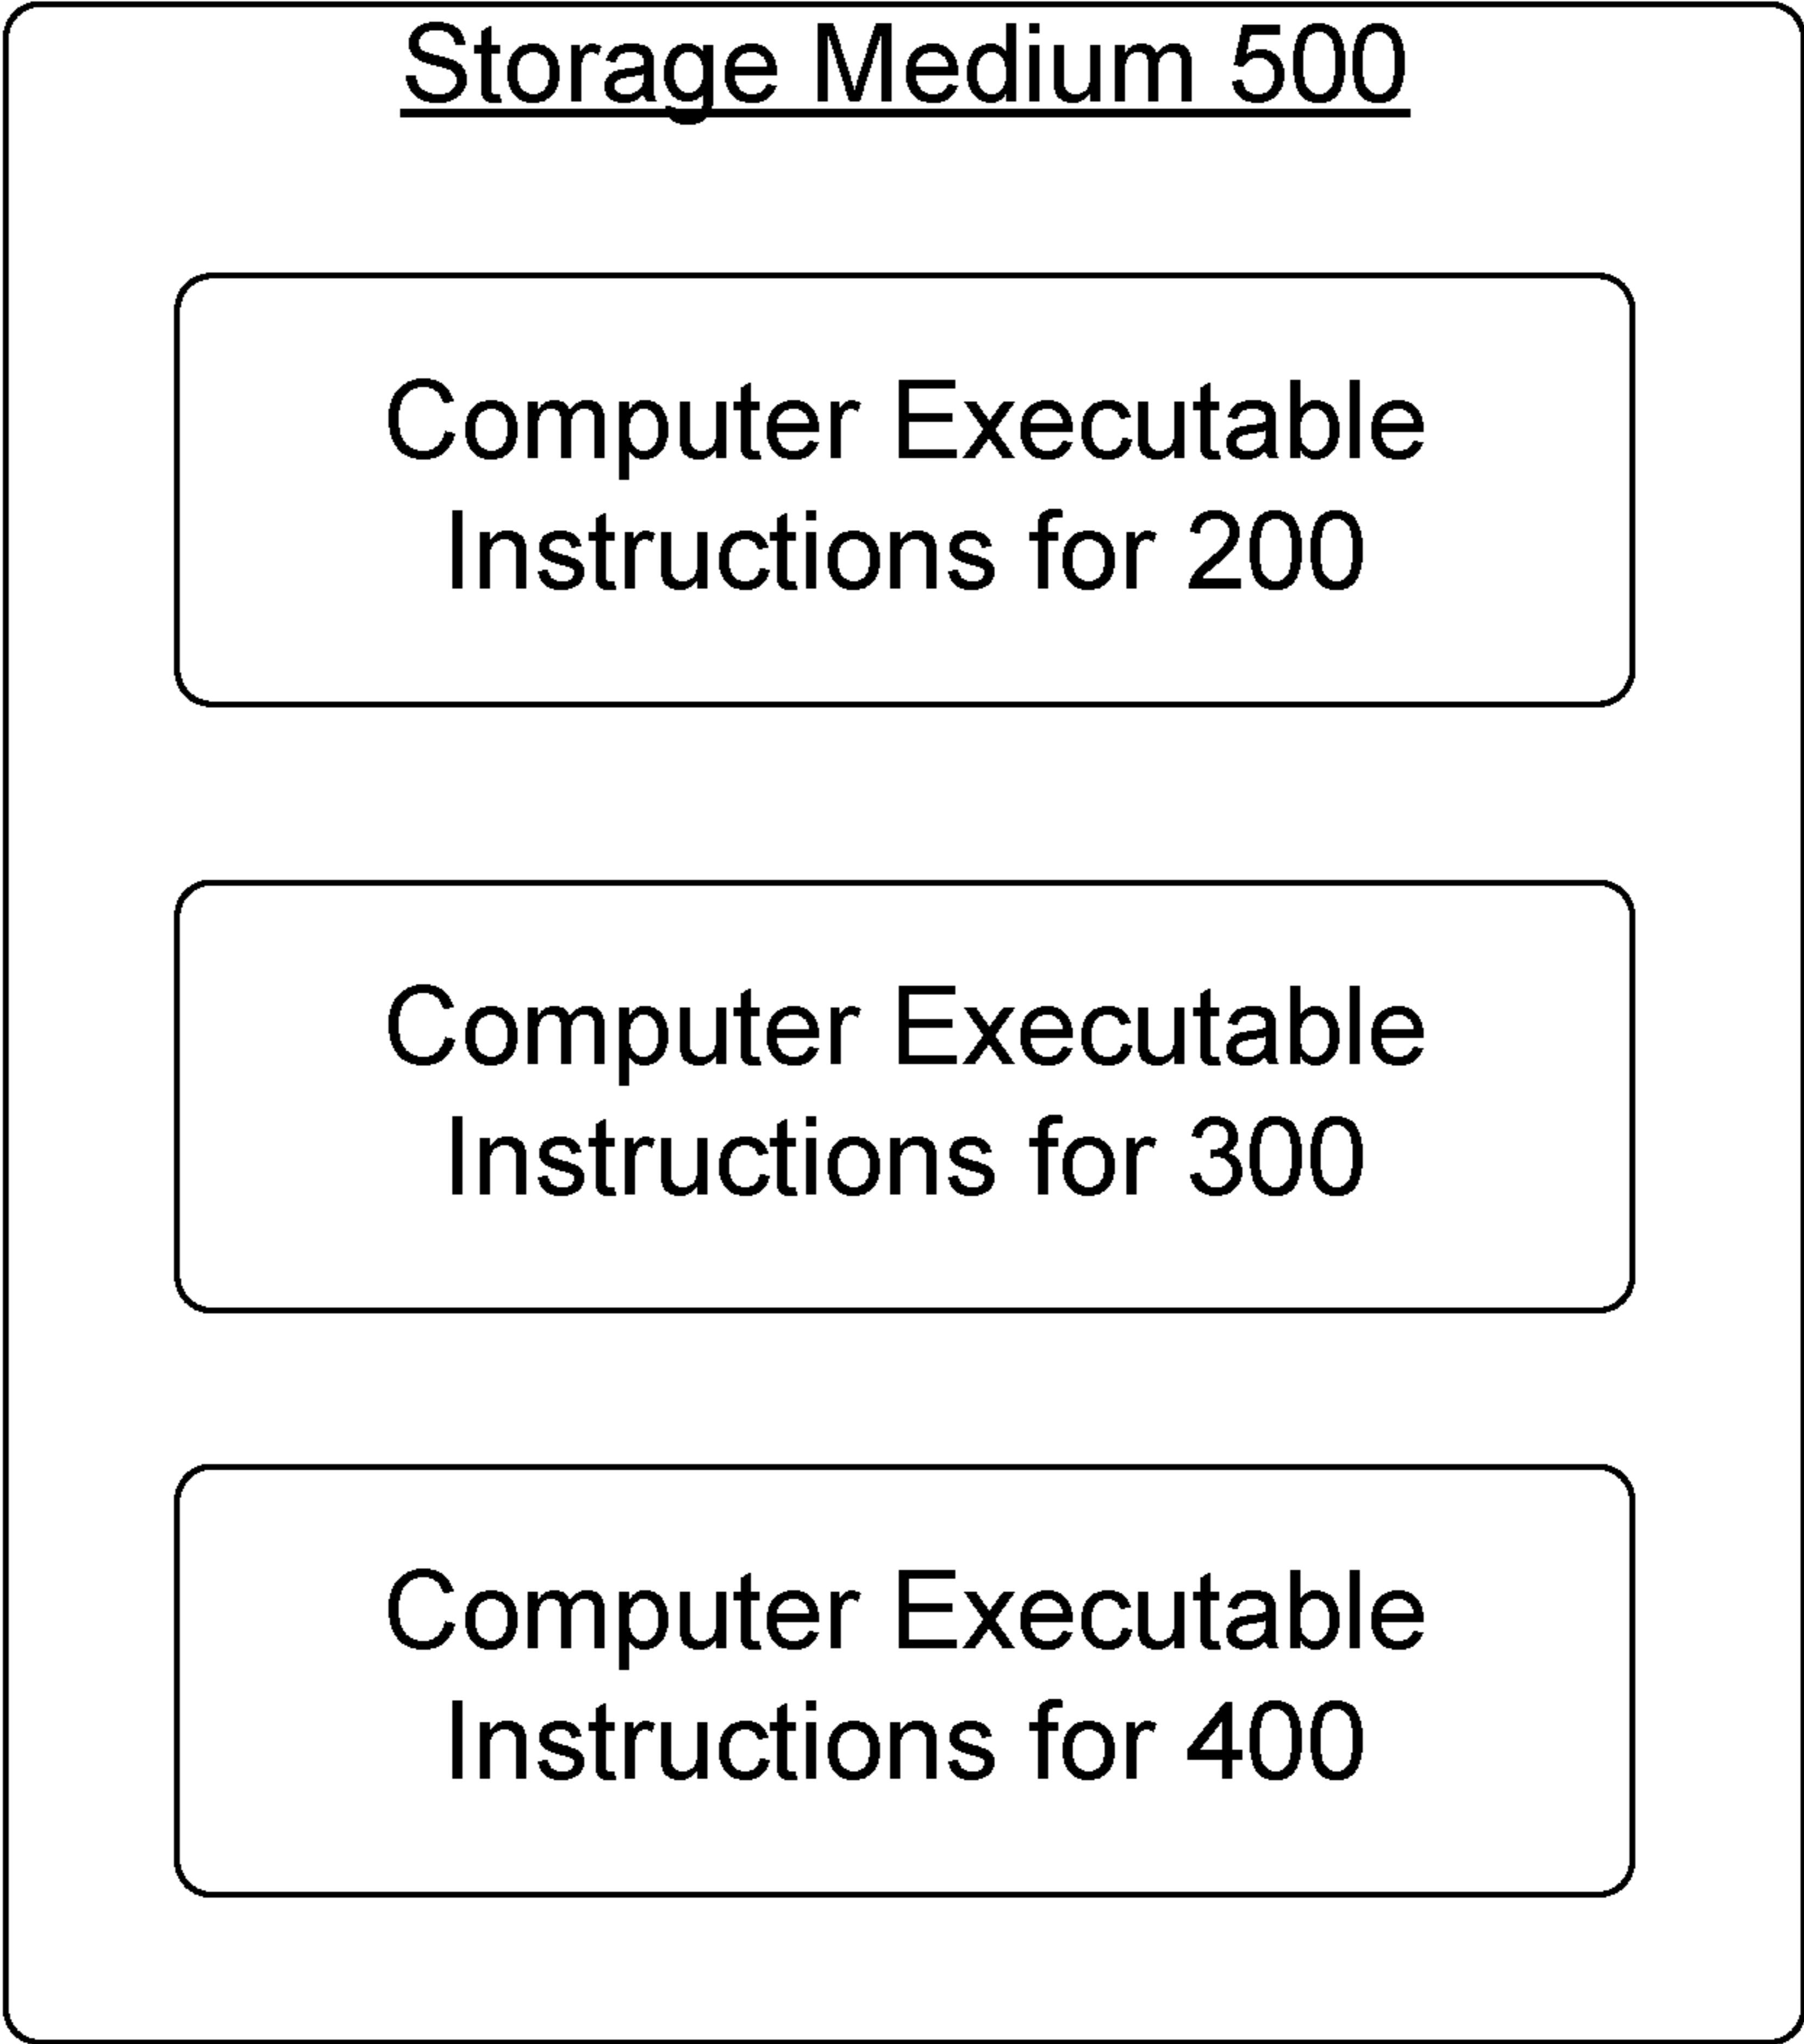 Storage Medium 500
Computer Executable
Instructions for 200
Computer Executable
Instructions for 300
Computer Executable
Instructions for 400